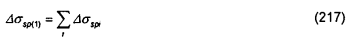 Δσsp(1) = ∑i Δσspi (217)